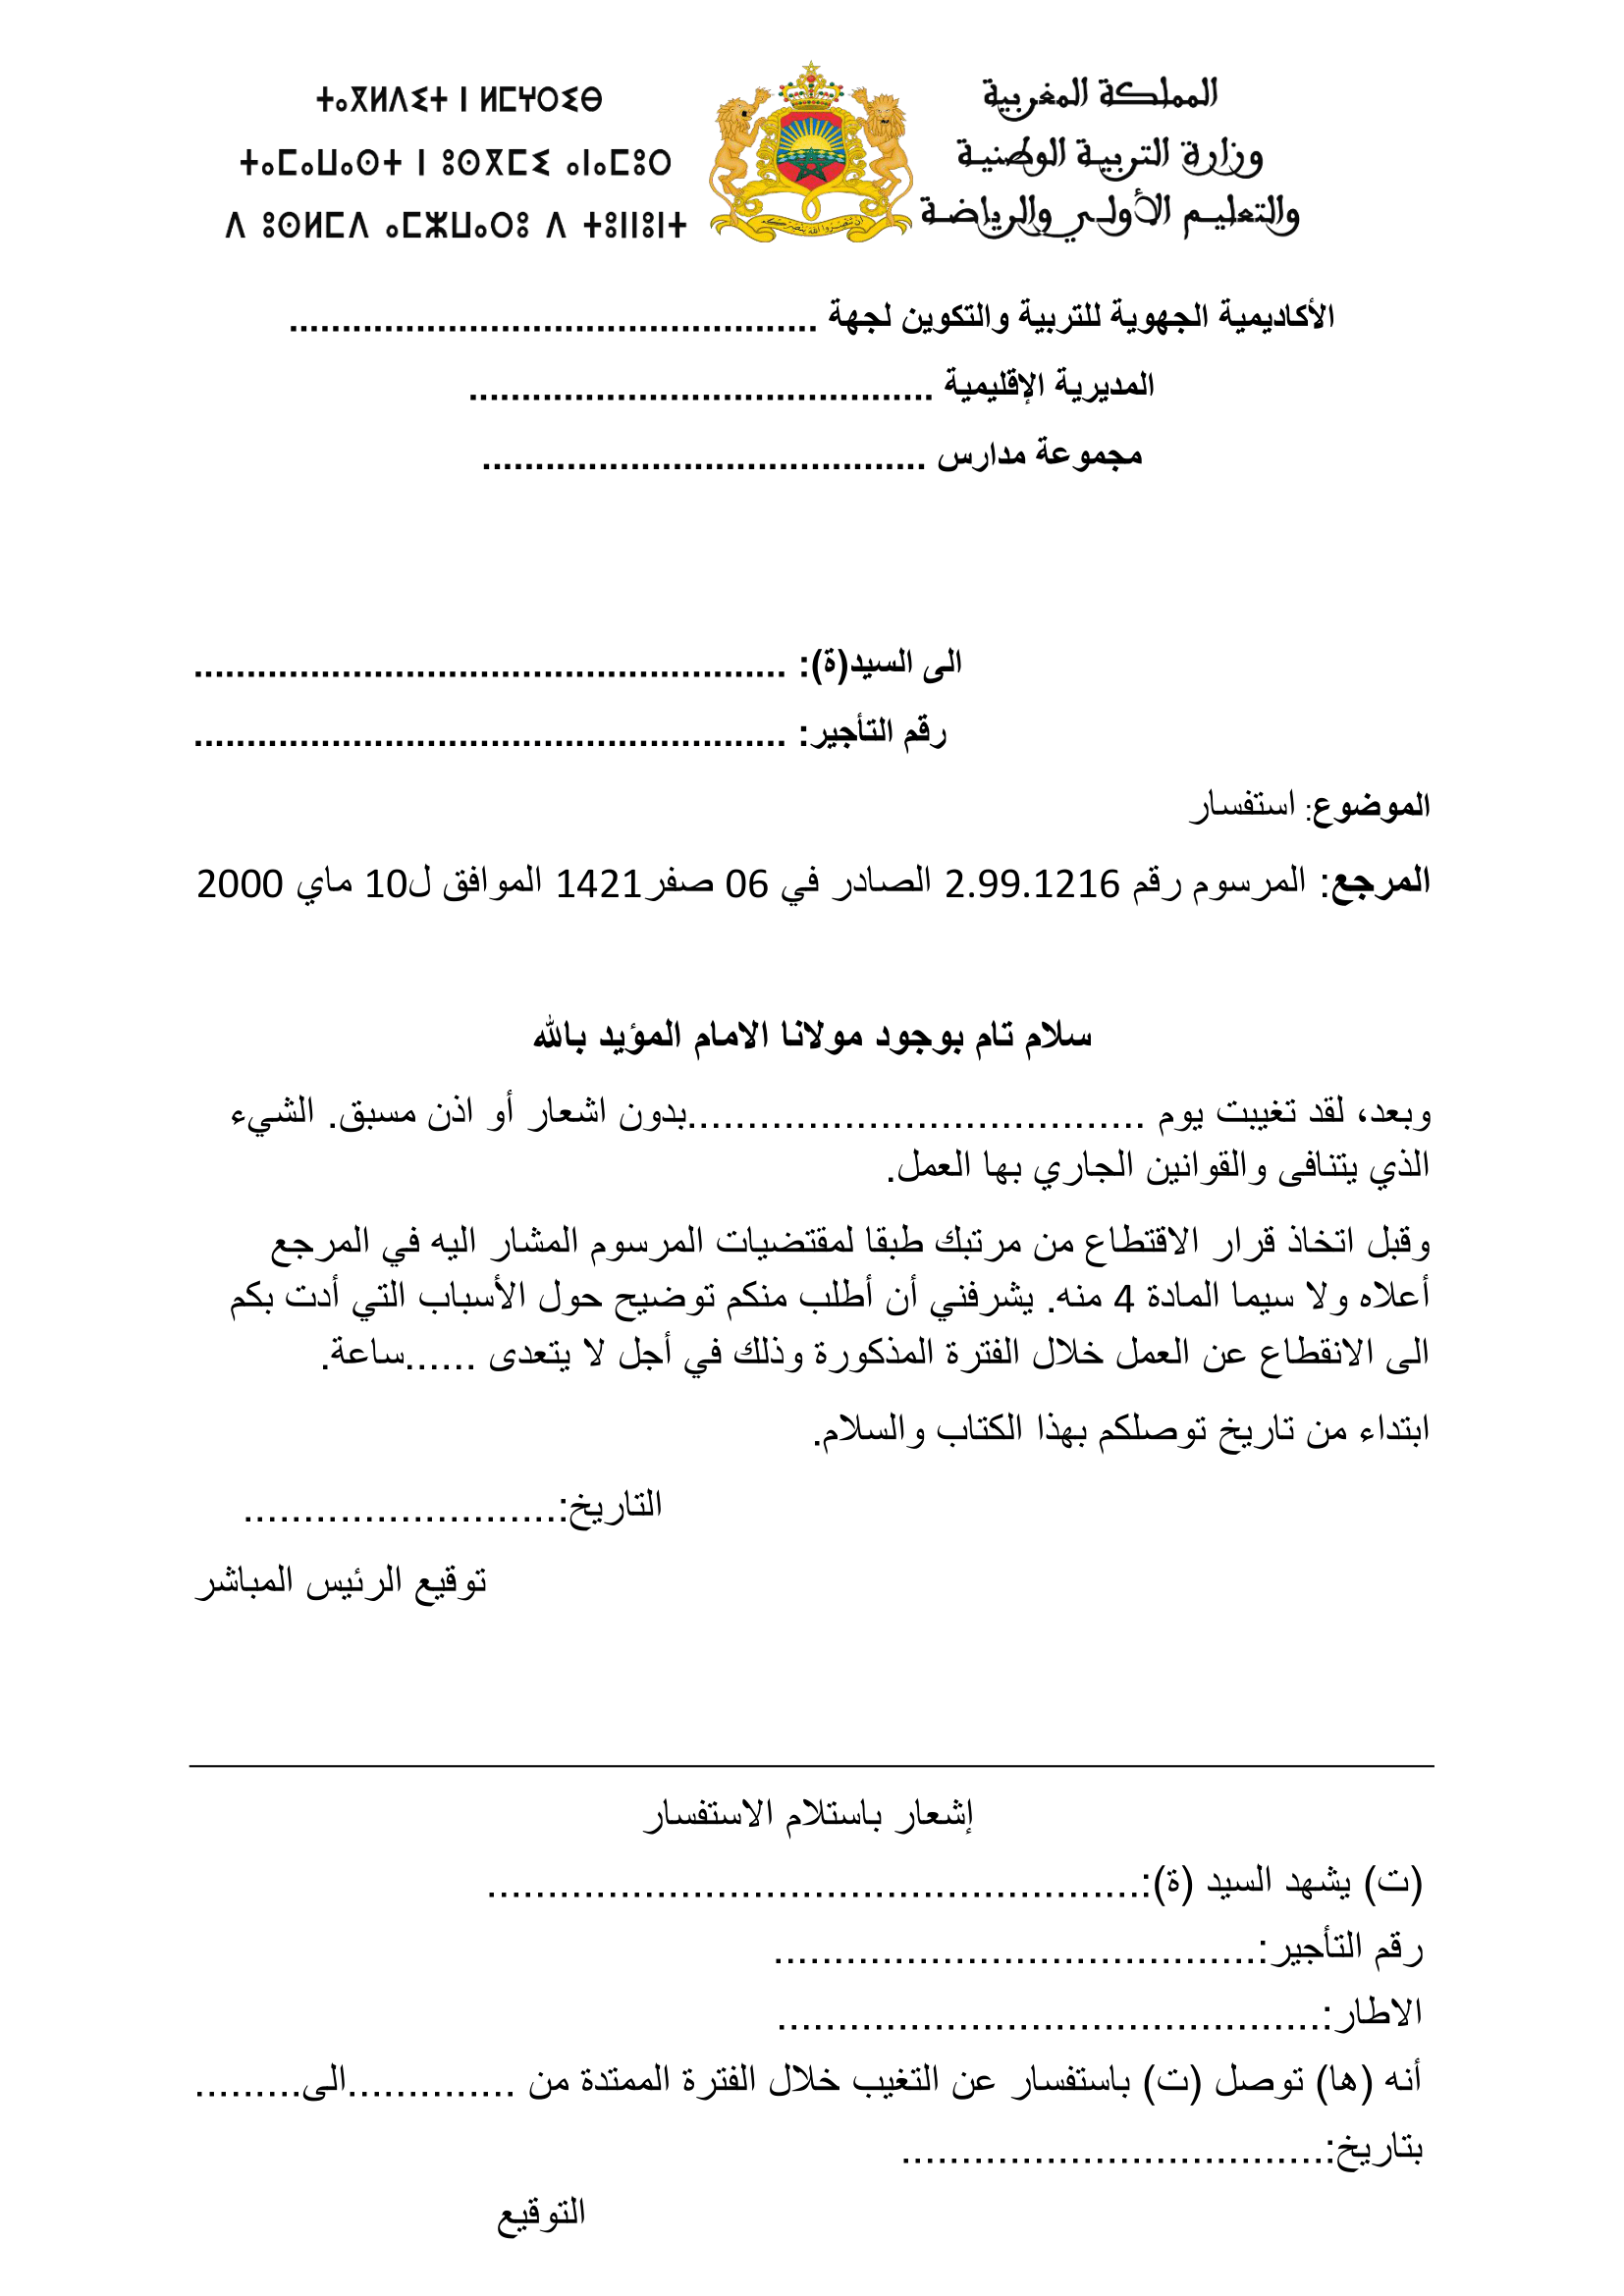 المملكة المغربية
وزارة التربية الوطنية
والتعليم الأولي والرياضة
ⵜⴰⴳⵍⴷⵉⵜ ⵏ ⵍⵎⵖⵔⵉⴱ
ⵜⴰⵎⴰⵡⴰⵙⵜ ⵏ ⵓⵙⴳⵎⵉ ⴰⵏⴰⵎⵓⵔ
ⴷ ⵓⵙⵍⵎⴷ ⴰⵎⵣⵡⴰⵔⵓ ⴷ ⵜⵓⵏⵏⵓⵏⵜ
إن تنصروا الله ينصركم
الأكاديمية الجهوية للتربية والتكوين لجهة ..................................................
المديرية الإقليمية ............................................
مجموعة مدارس ..........................................
الى السيد(ة): ........................................................
رقم التأجير: ........................................................
الموضوع: استفسار
المرجع: المرسوم رقم 2.99.1216 الصادر في 06 صفر1421 الموافق ل10 ماي 2000
سلام تام بوجود مولانا الامام المؤيد بالله
وبعد، لقد تغيبت يوم ......................................بدون اشعار أو اذن مسبق. الشيء
الذي يتنافى والقوانين الجاري بها العمل.
وقبل اتخاذ قرار الاقتطاع من مرتبك طبقا لمقتضيات المرسوم المشار اليه في المرجع
أعلاه ولا سيما المادة 4 منه. يشرفني أن أطلب منكم توضيح حول الأسباب التي أدت بكم
الى الانقطاع عن العمل خلال الفترة المذكورة وذلك في أجل لا يتعدى ......ساعة.
ابتداء من تاريخ توصلكم بهذا الكتاب والسلام.
التاريخ:..........................
توقيع الرئيس المباشر
إشعار باستلام الاستفسار
(ت) يشهد السيد (ة):......................................................
رقم التأجير:........................................
الاطار:.............................................
أنه (ها) توصل (ت) باستفسار عن التغيب خلال الفترة الممتدة من ..............الى.........
بتاريخ:...................................
التوقيع